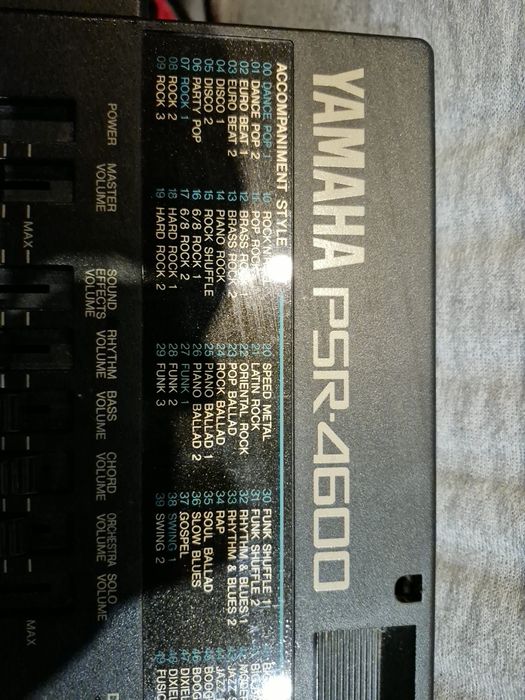 YAMAHA PSR-4600
ACCOMPANIMENT STYLE
00 DANCE POP 1
01 DANCE POP 2
02 EURO BEAT 1
03 EURO BEAT 2
04 DISCO 1
05 DISCO 2
06 PARTY POP
07 ROCK 1
08 ROCK 2
09 ROCK 3
10
11 POP ROCK
12 BRASS ROCK 1
13 BRASS ROCK 2
14 PIANO ROCK
15 ROCK SHUFFLE
16 6/8 ROCK 1
17 6/8 ROCK 2
18 HARD ROCK 1
19 HARD ROCK 2
20 SPEED METAL
21 LATIN ROCK
22 ORIENTAL ROCK
23 POP BALLAD
24 ROCK BALLAD
25 PIANO BALLAD 1
26 PIANO BALLAD 2
27 FUNK 1
28 FUNK 2
29 FUNK 3
30 FUNK SHUFFLE 1
31 FUNK SHUFFLE 2
32 RHYTHM & BLUES 1
33 RHYTHM & BLUES 2
34 RAP
35 SOUL BALLAD
36 SLOW BLUES
37 GOSPEL
38 SWING 1
39 SWING 2
POWER
MASTER VOLUME
SOUND EFFECTS VOLUME
RHYTHM VOLUME
BASS VOLUME
CHORD VOLUME
ORCHESTRA VOLUME
SOLO VOLUME
MAX
MAX